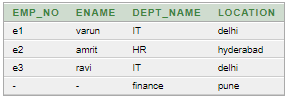 EMP_NO ENAME DEPT_NAME LOCATION
e1 varun IT delhi
e2 amrit HR hyderabad
e3 ravi IT delhi
- - finance pune